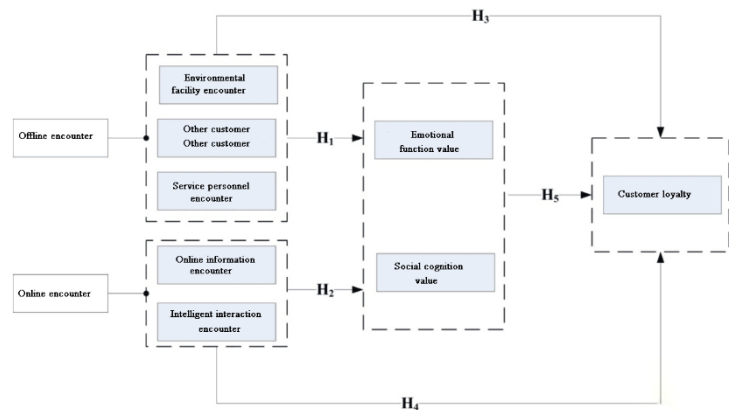 H3
Environmental
facility encounter
Offline encounter
Other customer
Other customer
H1
Emotional
function value
Service personnel
encounter
H5
Customer loyalty
Online information
encounter
Online encounter
H2
Social cognition
value
Intelligent interaction
encounter
H4